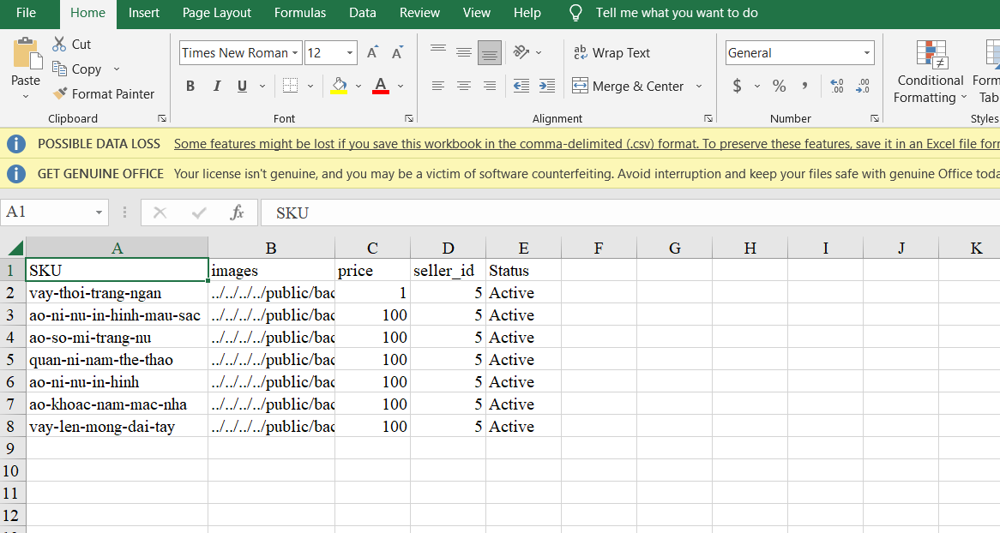 File Home Insert Page Layout Formulas Data Review View Help Tell me what you want to do
Paste
Cut
Copy
Format Painter
Clipboard
Times New Roman 12
B I U
Font
Wrap Text
Merge & Center
Alignment
General
$ % ,
Number
Conditional
Formatting
Form
Tab
Styles
POSSIBLE DATA LOSS Some features might be lost if you save this workbook in the comma-delimited (.csv) format. To preserve these features, save it in an Excel file forr
GET GENUINE OFFICE Your license isn't genuine, and you may be a victim of software counterfeiting. Avoid interruption and keep your files safe with genuine Office toda
A1 fx SKU
A B C D E F G H I J K
1 SKU images price seller_id Status
2 vay-thoi-trang-ngan ../../../../public/bac 1 5 Active
3 ao-ni-nu-in-hinh-mau-sac ../../../../public/bac 100 5 Active
4 ao-so-mi-trang-nu ../../../../public/bac 100 5 Active
5 quan-ni-nam-the-thao ../../../../public/bac 100 5 Active
6 ao-ni-nu-in-hinh ../../../../public/bac 100 5 Active
7 ao-khoac-nam-mac-nha ../../../../public/bac 100 5 Active
8 vay-len-mong-dai-tay ../../../../public/bac 100 5 Active
9
10
11
12